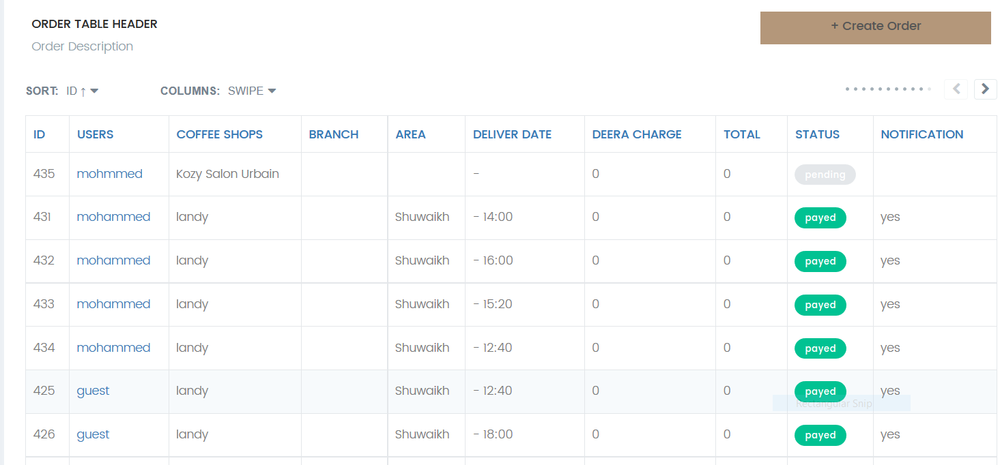 ORDER TABLE HEADER
+ Create Order
Order Description
SORT: ID ↑ COLUMNS: SWIPE
ID USERS COFFEE SHOPS BRANCH AREA DELIVER DATE DEERA CHARGE TOTAL STATUS NOTIFICATION
435 mohmmed Kozy Salon Urbain - 0 0 pending
431 mohammed landy Shuwaikh - 14:00 0 0 payed yes
432 mohammed landy Shuwaikh - 16:00 0 0 payed yes
433 mohammed landy Shuwaikh - 15:20 0 0 payed yes
434 mohammed landy Shuwaikh - 12:40 0 0 payed yes
425 guest landy Shuwaikh - 12:40 0 0 payed yes
Rectangular Snip
426 guest landy Shuwaikh - 18:00 0 0 payed yes